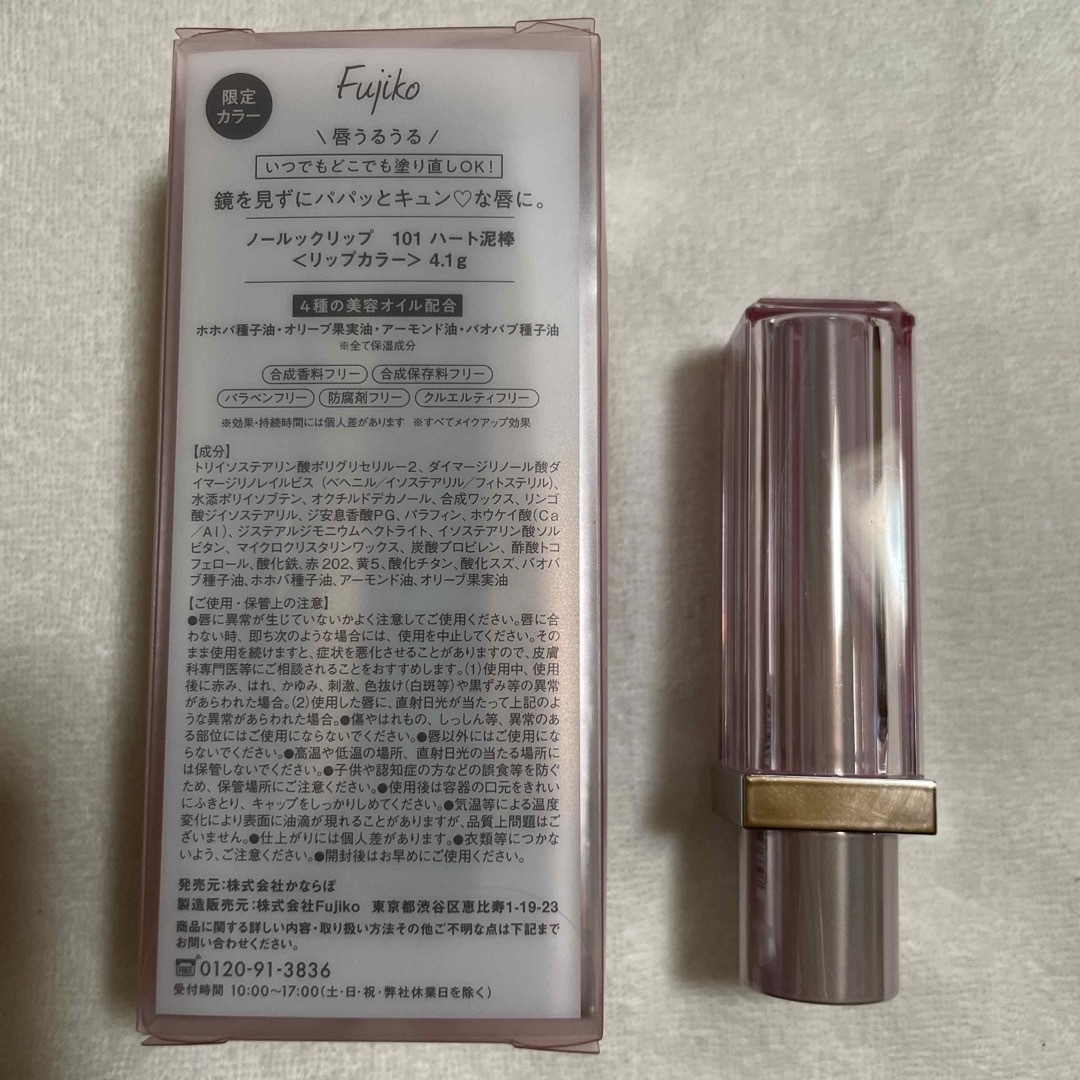 Fujiko
限定
カラー
\ 唇うるうる /
いつでもどこでも塗り直しOK!
鏡を見ずにパパッとキュン♡な唇に。
ノールックリップ 101 ハート泥棒
<リップカラー> 4.1g
4種の美容オイル配合
ホホバ種子油・オリーブ果実油・アーモンド油・バオバブ種子油
※全て保湿成分
合成香料フリー 合成保存料フリー
パラベンフリー 防腐剤フリー クルエルティフリー
※効果・持続時間には個人差があります ※すべてメイクアップ効果
【成分】
トリイソステアリン酸ポリグリセリル－2、ダイマージリノール酸ダ
イマージリノレイルビス (ベヘニル/イソステアリル/フィトステリル)、
水添ポリイソブテン、オクチルドデカノール、合成ワックス、リンゴ
酸ジイソステアリル、ジ安息香酸PG、パラフィン、ホウケイ酸(Ca
/Al)、ジステアルジモニウムヘクトライト、イソステアリン酸ソル
ビタン、マイクロクリスタリンワックス、炭酸プロピレン、酢酸トコ
フェロール、酸化鉄、赤202、黄5、酸化チタン、酸化スズ、バオバ
ブ種子油、ホホバ種子油、アーモンド油、オリーブ果実油
【ご使用・保管上の注意】
●唇に異常が生じていないかよく注意してご使用ください。唇に合
わない時、即ち次のような場合には、使用を中止してください。その
まま使用を続けますと、症状を悪化させることがありますので、皮膚
科専門医等にご相談されることをおすすめします。(1)使用中、使用
後に赤み、はれ、かゆみ、刺激、色抜け(白斑等)や黒ずみ等の異常
があらわれた場合。(2)使用した唇に、直射日光が当たって上記のよ
うな異常があらわれた場合。●傷やはれもの、しっしん等、異常のあ
る部位にはご使用にならないでください。●唇以外にはご使用にな
らないでください。●高温や低温の場所、直射日光の当たる場所に
は保管しないでください。●子供や認知症の方などの誤食等を防ぐ
ため、保管場所にご注意ください。●使用後は容器の口元をきれい
にふきとり、キャップをしっかりしめてください。●気温等による温度
変化により表面に油滴が現れることがありますが、品質上問題はご
ざいません。●仕上がりには個人差があります。●衣類等につかな
いよう、ご注意ください。●開封後はお早めにご使用ください。
発売元:株式会社かならぼ
製造販売元:株式会社Fujiko 東京都渋谷区恵比寿1-19-23
商品に関する詳しい内容・取り扱い方法その他ご不明な点は下記まで
お問い合わせください。
FREE 0120-91-3836
受付時間 10:00～17:00(土・日・祝・弊社休業日を除く)